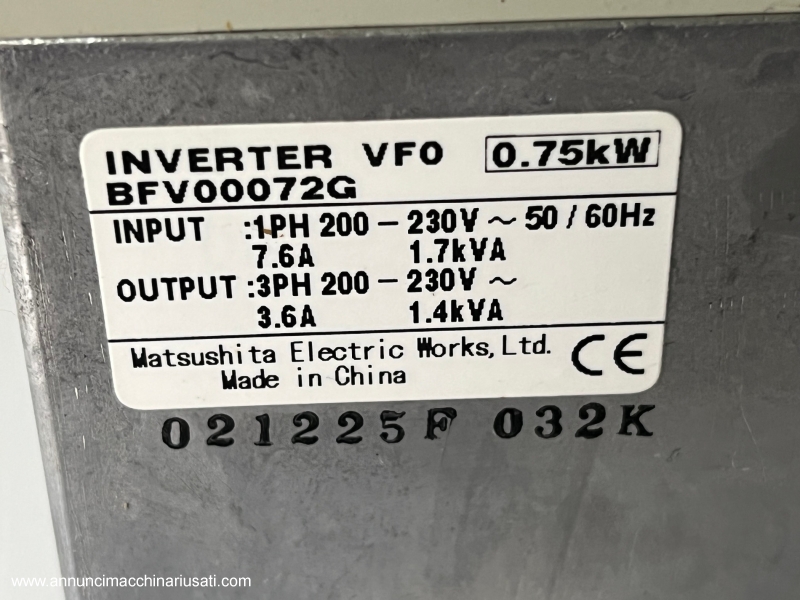 INVERTER VF0 0.75kW
BFV00072G
INPUT :1PH 200 - 230V ~ 50 / 60Hz
7.6A 1.7kVA
OUTPUT :3PH 200 - 230V ~
3.6A 1.4kVA
Matsushita Electric Works, Ltd. CE
Made in China
021225F 032K
www.annuncimacchinariusati.com